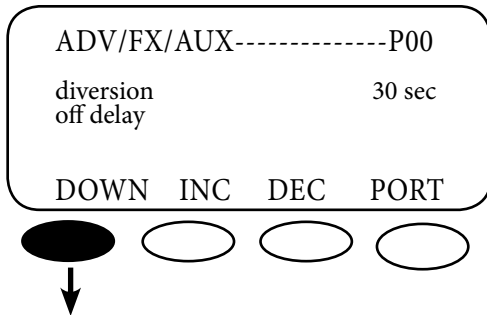 ADV/FX/AUX--------------P00
diversion 30 sec
off delay
DOWN INC DEC PORT